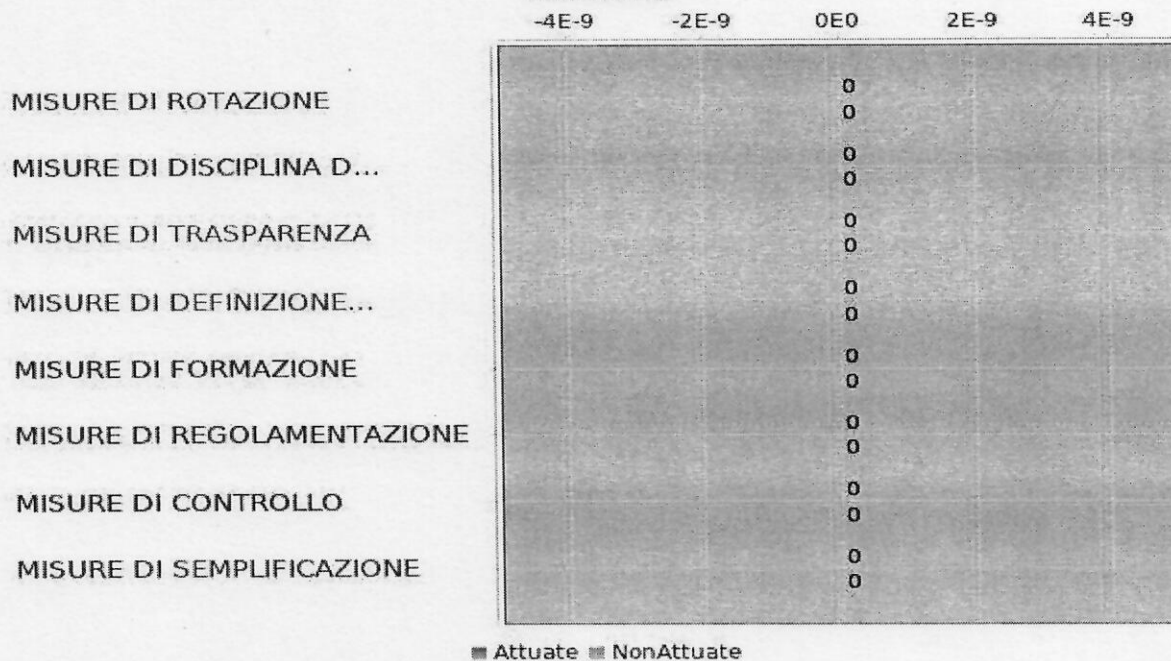 -4E-9 -2E-9 0E0 2E-9 4E-9
MISURE DI ROTAZIONE 0
0
MISURE DI DISCIPLINA D... 0
0
MISURE DI TRASPARENZA 0
0
MISURE DI DEFINIZIONE... 0
0
MISURE DI FORMAZIONE 0
0
MISURE DI REGOLAMENTAZIONE 0
0
MISURE DI CONTROLLO 0
0
MISURE DI SEMPLIFICAZIONE 0
0
Attuate NonAttuate